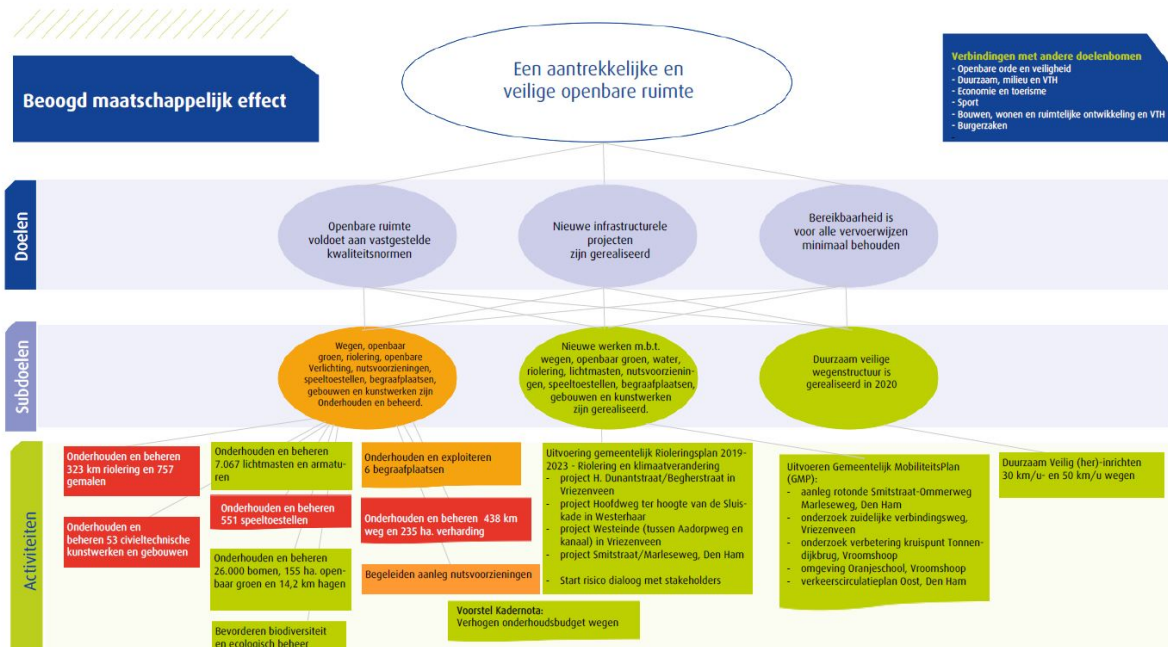 Beoogd maatschappelijk effect
Een aantrekkelijke en
veilige openbare ruimte
Verbindingen met andere doelenbomen
- Openbare orde en veiligheid
- Duurzaam, milieu en VTH
- Economie en toerisme
- Sport
- Bouwen, wonen en ruimtelijke ontwikkeling en VTH
- Burgerzaken
-
Doelen
Openbare ruimte
voldoet aan vastgestelde
kwaliteitsnormen
Nieuwe infrastructurele
projecten
zijn gerealiseerd
Bereikbaarheid is
voor alle vervoerwijzen
minimaal behouden
Subdoelen
Wegen, openbaar
groen, riolering, openbare
Verlichting, nutsvoorzieningen,
speeltoestellen, begraafplaatsen,
gebouwen en kunstwerken zijn
Onderhouden en beheerd.
Nieuwe werken m.b.t.
wegen, openbaar groen, water,
riolering, lichtmasten, nutsvoorzienin-
gen, speeltoestellen, begraafplaatsen,
gebouwen en kunstwerken
zijn gerealiseerd.
Duurzaam veilige
wegenstructuur is
gerealiseerd in 2020
Activiteiten
Onderhouden en beheren
323 km riolering en 757
gemalen
Onderhouden en
beheren 53 civieltechnische
kunstwerken en gebouwen
Onderhouden en beheren
7.067 lichtmasten en armatu-
ren
Onderhouden en beheren
551 speeltoestellen
Onderhouden en beheren
26.000 bomen, 155 ha. open-
baar groen en 14,2 km hagen
Bevorderen biodiversiteit
en ecologisch beheer
Onderhouden en exploiteren
6 begraafplaatsen
Onderhouden en beheren 438 km
weg en 235 ha. verharding
Begeleiden aanleg nutsvoorzieningen
Voorstel Kadernota:
Verhogen onderhoudsbudget wegen
Uitvoering gemeentelijk Rioleringsplan 2019-
2023 - Riolering en klimaatverandering
- project H. Dunantstraat/Begherstraat in
Vriezenveen
- project Hoofdweg ter hoogte van de Sluis-
kade in Westerhaar
- project Westeinde (tussen Aadorpweg en
kanaal) in Vriezenveen
- project Smitstraat/Marleseweg, Den Ham
- Start risico dialoog met stakeholders
Uitvoeren Gemeentelijk MobiliteitsPlan
(GMP):
- aanleg rotonde Smitstraat-Ommerweg
Marleseweg, Den Ham
- onderzoek zuidelijke verbindingsweg,
Vriezenveen
- onderzoek verbetering kruispunt Tonnen-
dijkbrug, Vroomshoop
- omgeving Oranjeschool, Vroomshoop
- verkeerscirculatieplan Oost, Den Ham
Duurzaam Veilig (her)-inrichten
30 km/u- en 50 km/u wegen